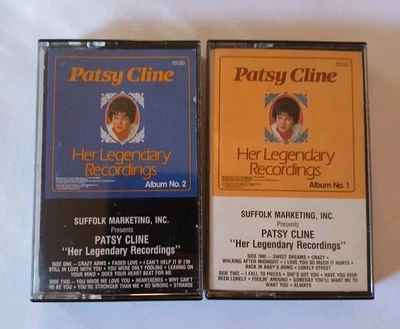 Patsy Cline
Her Legendary
Recordings
Album No. 2
SUFFOLK MARKETING, INC.
Presents
PATSY CLINE
"Her Legendary Recordings"
SIDE ONE — CRAZY ARMS • FADED LOVE • I CAN'T HELP IT IF I'M
STILL IN LOVE WITH YOU • YOU WERE ONLY FOOLING • LEAVING ON
YOUR MIND • DOES YOUR HEART BEAT FOR ME
SIDE TWO — YOU MADE ME LOVE YOU • HEARTACHES • WHY CAN'T
HE BE YOU • YOU'RE STRONGER THAN ME • SO WRONG • STRANGE
Patsy Cline
Her Legendary
Recordings
Album No. 1
SUFFOLK MARKETING, INC.
Presents
PATSY CLINE
"Her Legendary Recordings"
SIDE ONE — SWEET DREAMS • CRAZY •
WALKING AFTER MIDNIGHT • I LOVE YOU SO MUCH IT HURTS •
BACK IN BABY'S ARMS • LONELY STREET
SIDE TWO — I FALL TO PIECES • SHE'S GOT YOU • HAVE YOU EVER
BEEN LONELY • FOOLIN' AROUND • SOMEDAY YOU'LL WANT ME TO
WANT YOU • ALWAYS